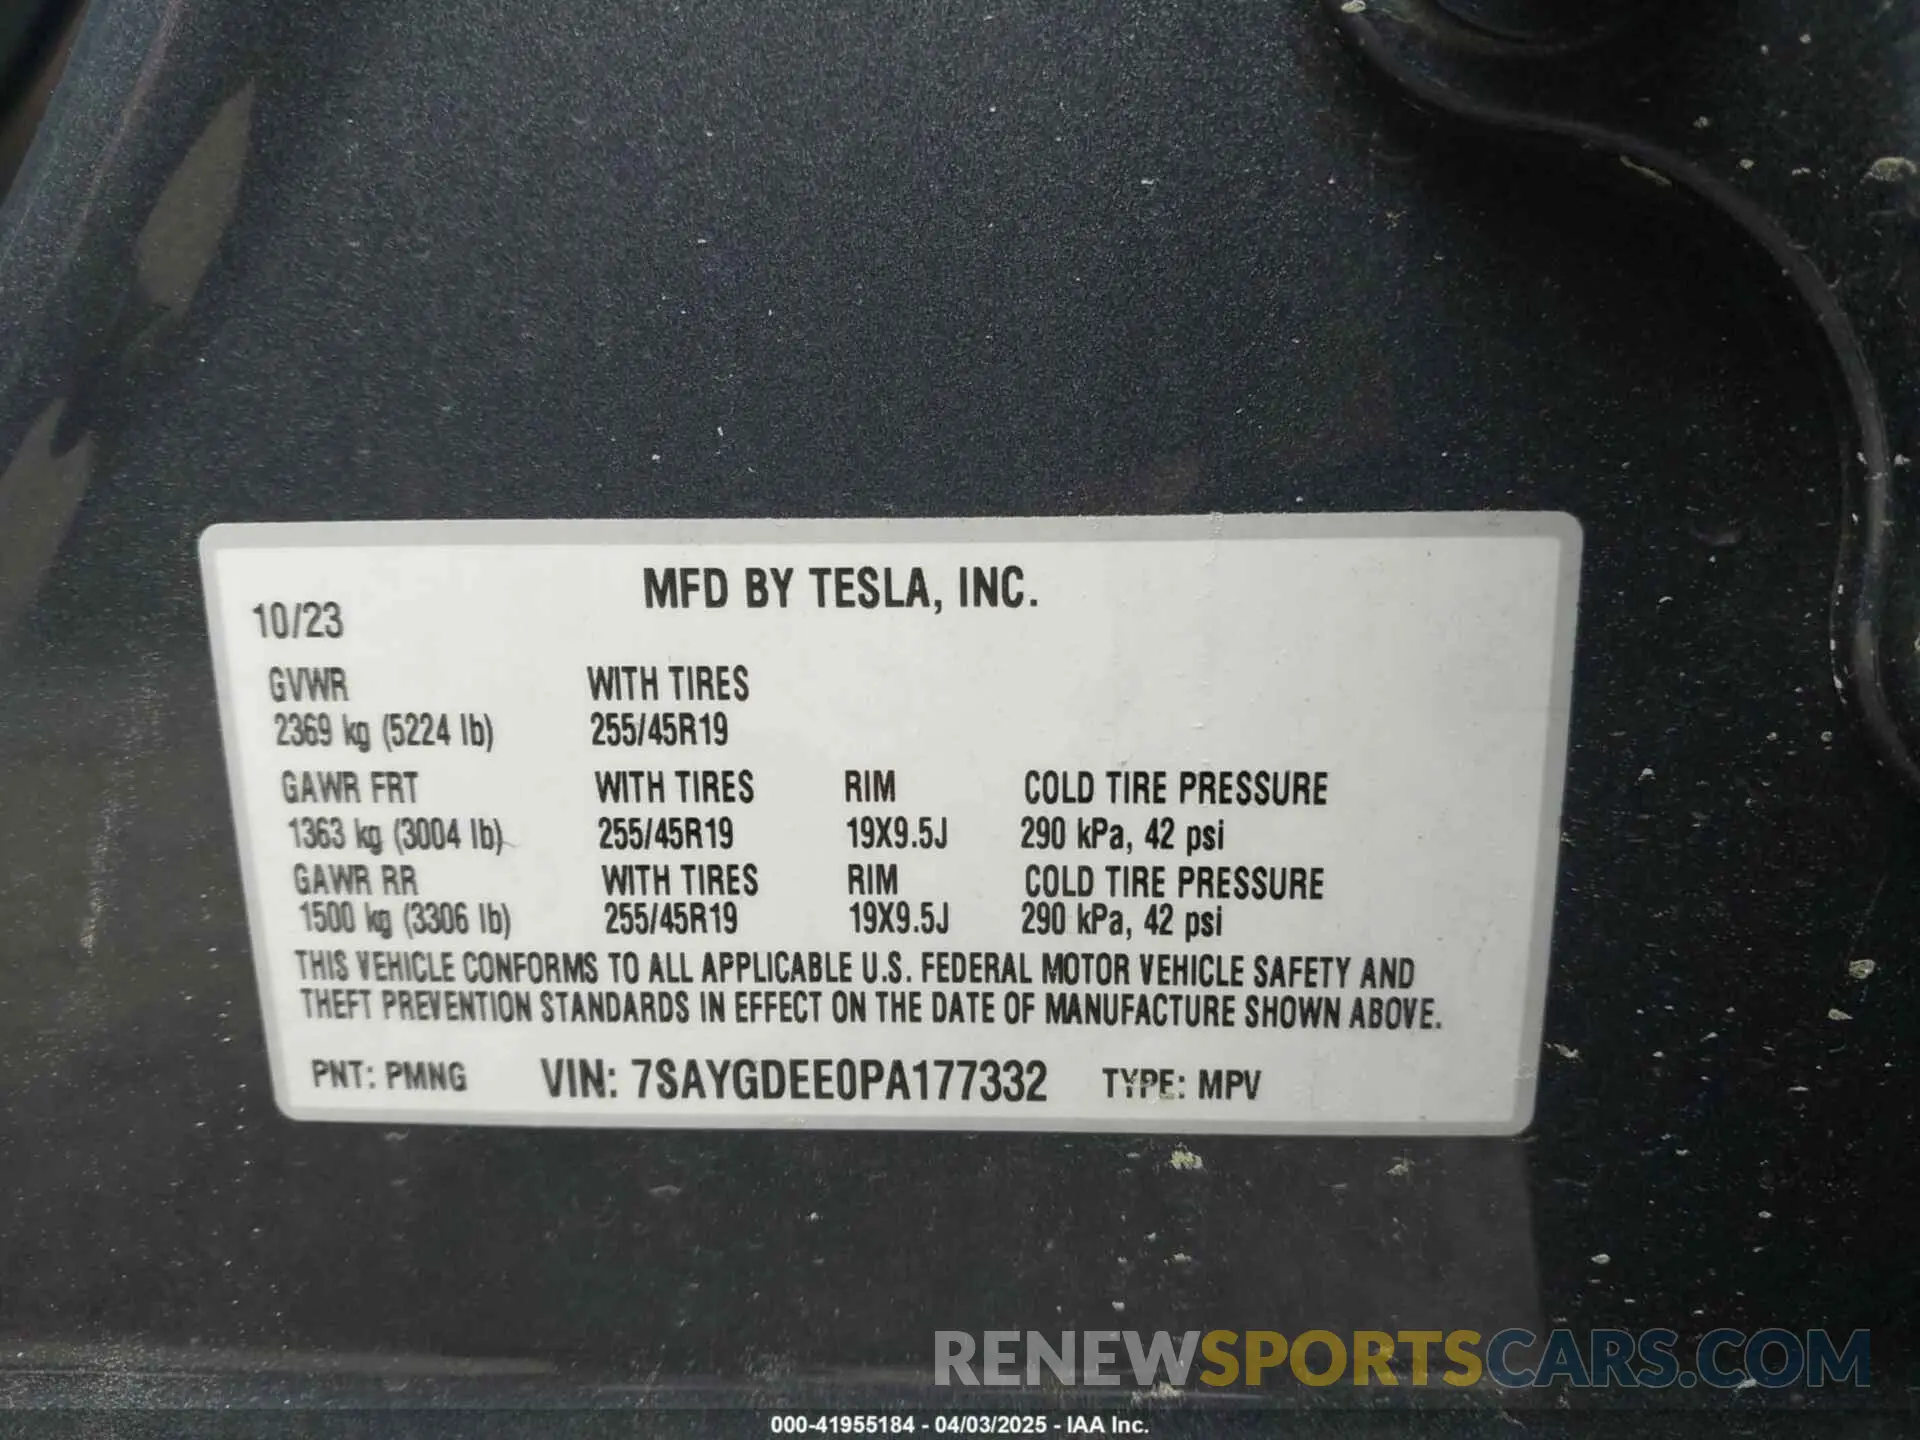 MFD BY TESLA, INC.
10/23
GVWR WITH TIRES
2369 kg (5224 lb) 255/45R19
GAWR FRT WITH TIRES RIM COLD TIRE PRESSURE
1363 kg (3004 lb) 255/45R19 19X9.5J 290 kPa, 42 psi
GAWR RR WITH TIRES RIM COLD TIRE PRESSURE
1500 kg (3306 lb) 255/45R19 19X9.5J 290 kPa, 42 psi
THIS VEHICLE CONFORMS TO ALL APPLICABLE U.S. FEDERAL MOTOR VEHICLE SAFETY AND
THEFT PREVENTION STANDARDS IN EFFECT ON THE DATE OF MANUFACTURE SHOWN ABOVE.
PNT: PMNG VIN: 7SAYGDEE0PA177332 TYPE: MPV
RENEWSPORTSCARS.COM
000-41955184 - 04/03/2025 - IAA Inc.